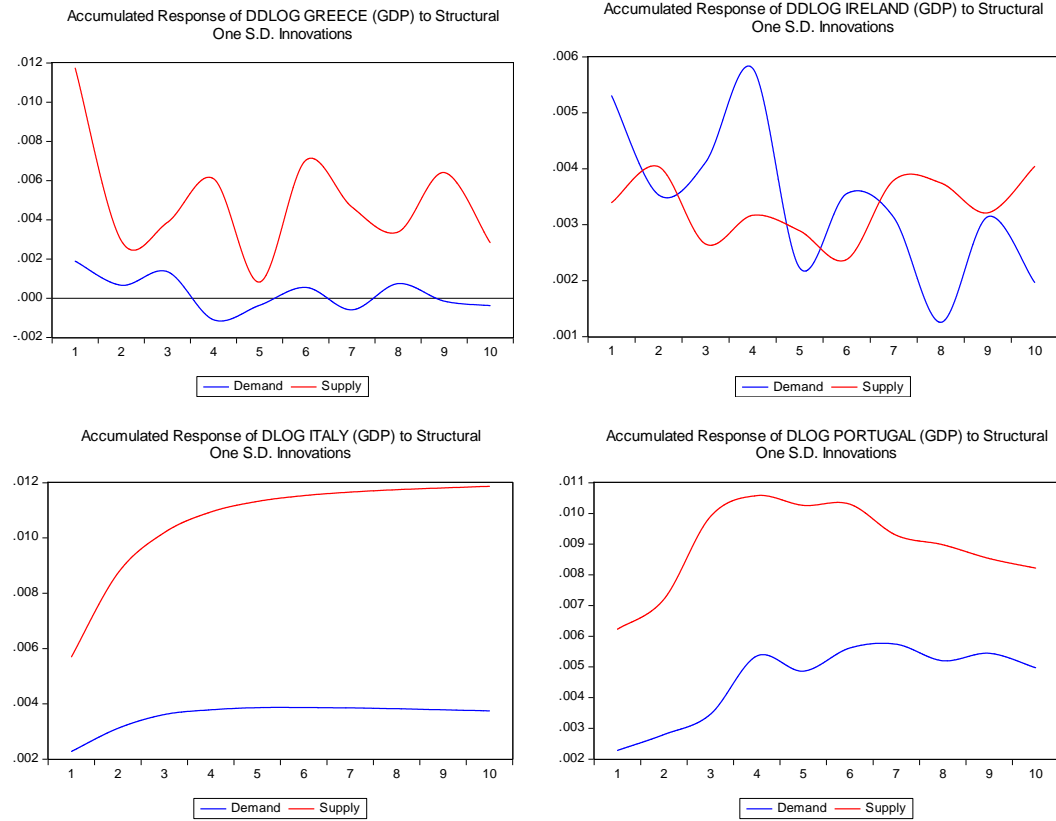 Accumulated Response of DDLOG GREECE (GDP) to Structural
One S.D. Innovations
.012
.010
.008
.006
.004
.002
.000
-.002
1 2 3 4 5 6 7 8 9 10
Demand Supply
Accumulated Response of DDLOG IRELAND (GDP) to Structural
One S.D. Innovations
.006
.005
.004
.003
.002
.001
1 2 3 4 5 6 7 8 9 10
Demand Supply
Accumulated Response of DLOG ITALY (GDP) to Structural
One S.D. Innovations
.012
.010
.008
.006
.004
.002
1 2 3 4 5 6 7 8 9 10
Demand Supply
Accumulated Response of DLOG PORTUGAL (GDP) to Structural
One S.D. Innovations
.011
.010
.009
.008
.007
.006
.005
.004
.003
.002
1 2 3 4 5 6 7 8 9 10
Demand Supply